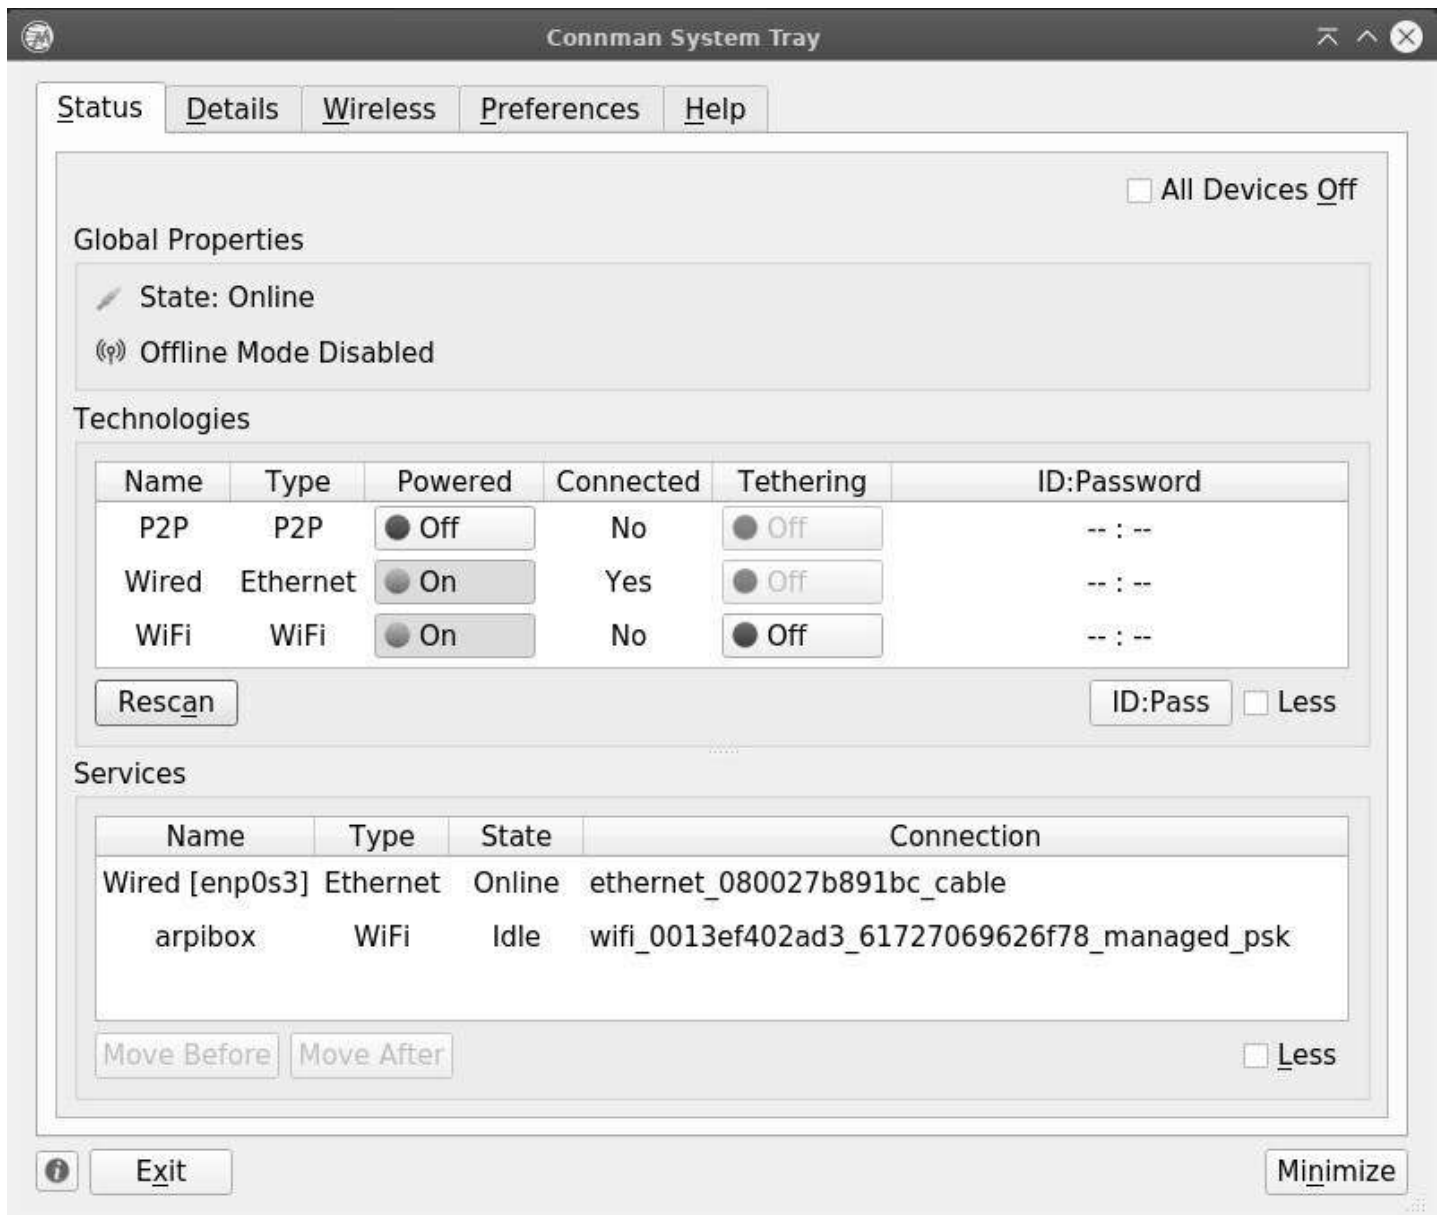 Connman System Tray
Status Details Wireless Preferences Help
All Devices Off
Global Properties
State: Online
Offline Mode Disabled
Technologies
Name Type Powered Connected Tethering ID:Password
P2P P2P Off No Off -- : --
Wired Ethernet On Yes Off -- : --
WiFi WiFi On No Off -- : --
Rescan ID:Pass Less
Services
Name Type State Connection
Wired [enp0s3] Ethernet Online ethernet_080027b891bc_cable
arpibox WiFi Idle wifi_0013ef402ad3_61727069626f78_managed_psk
Move Before Move After Less
Exit Minimize